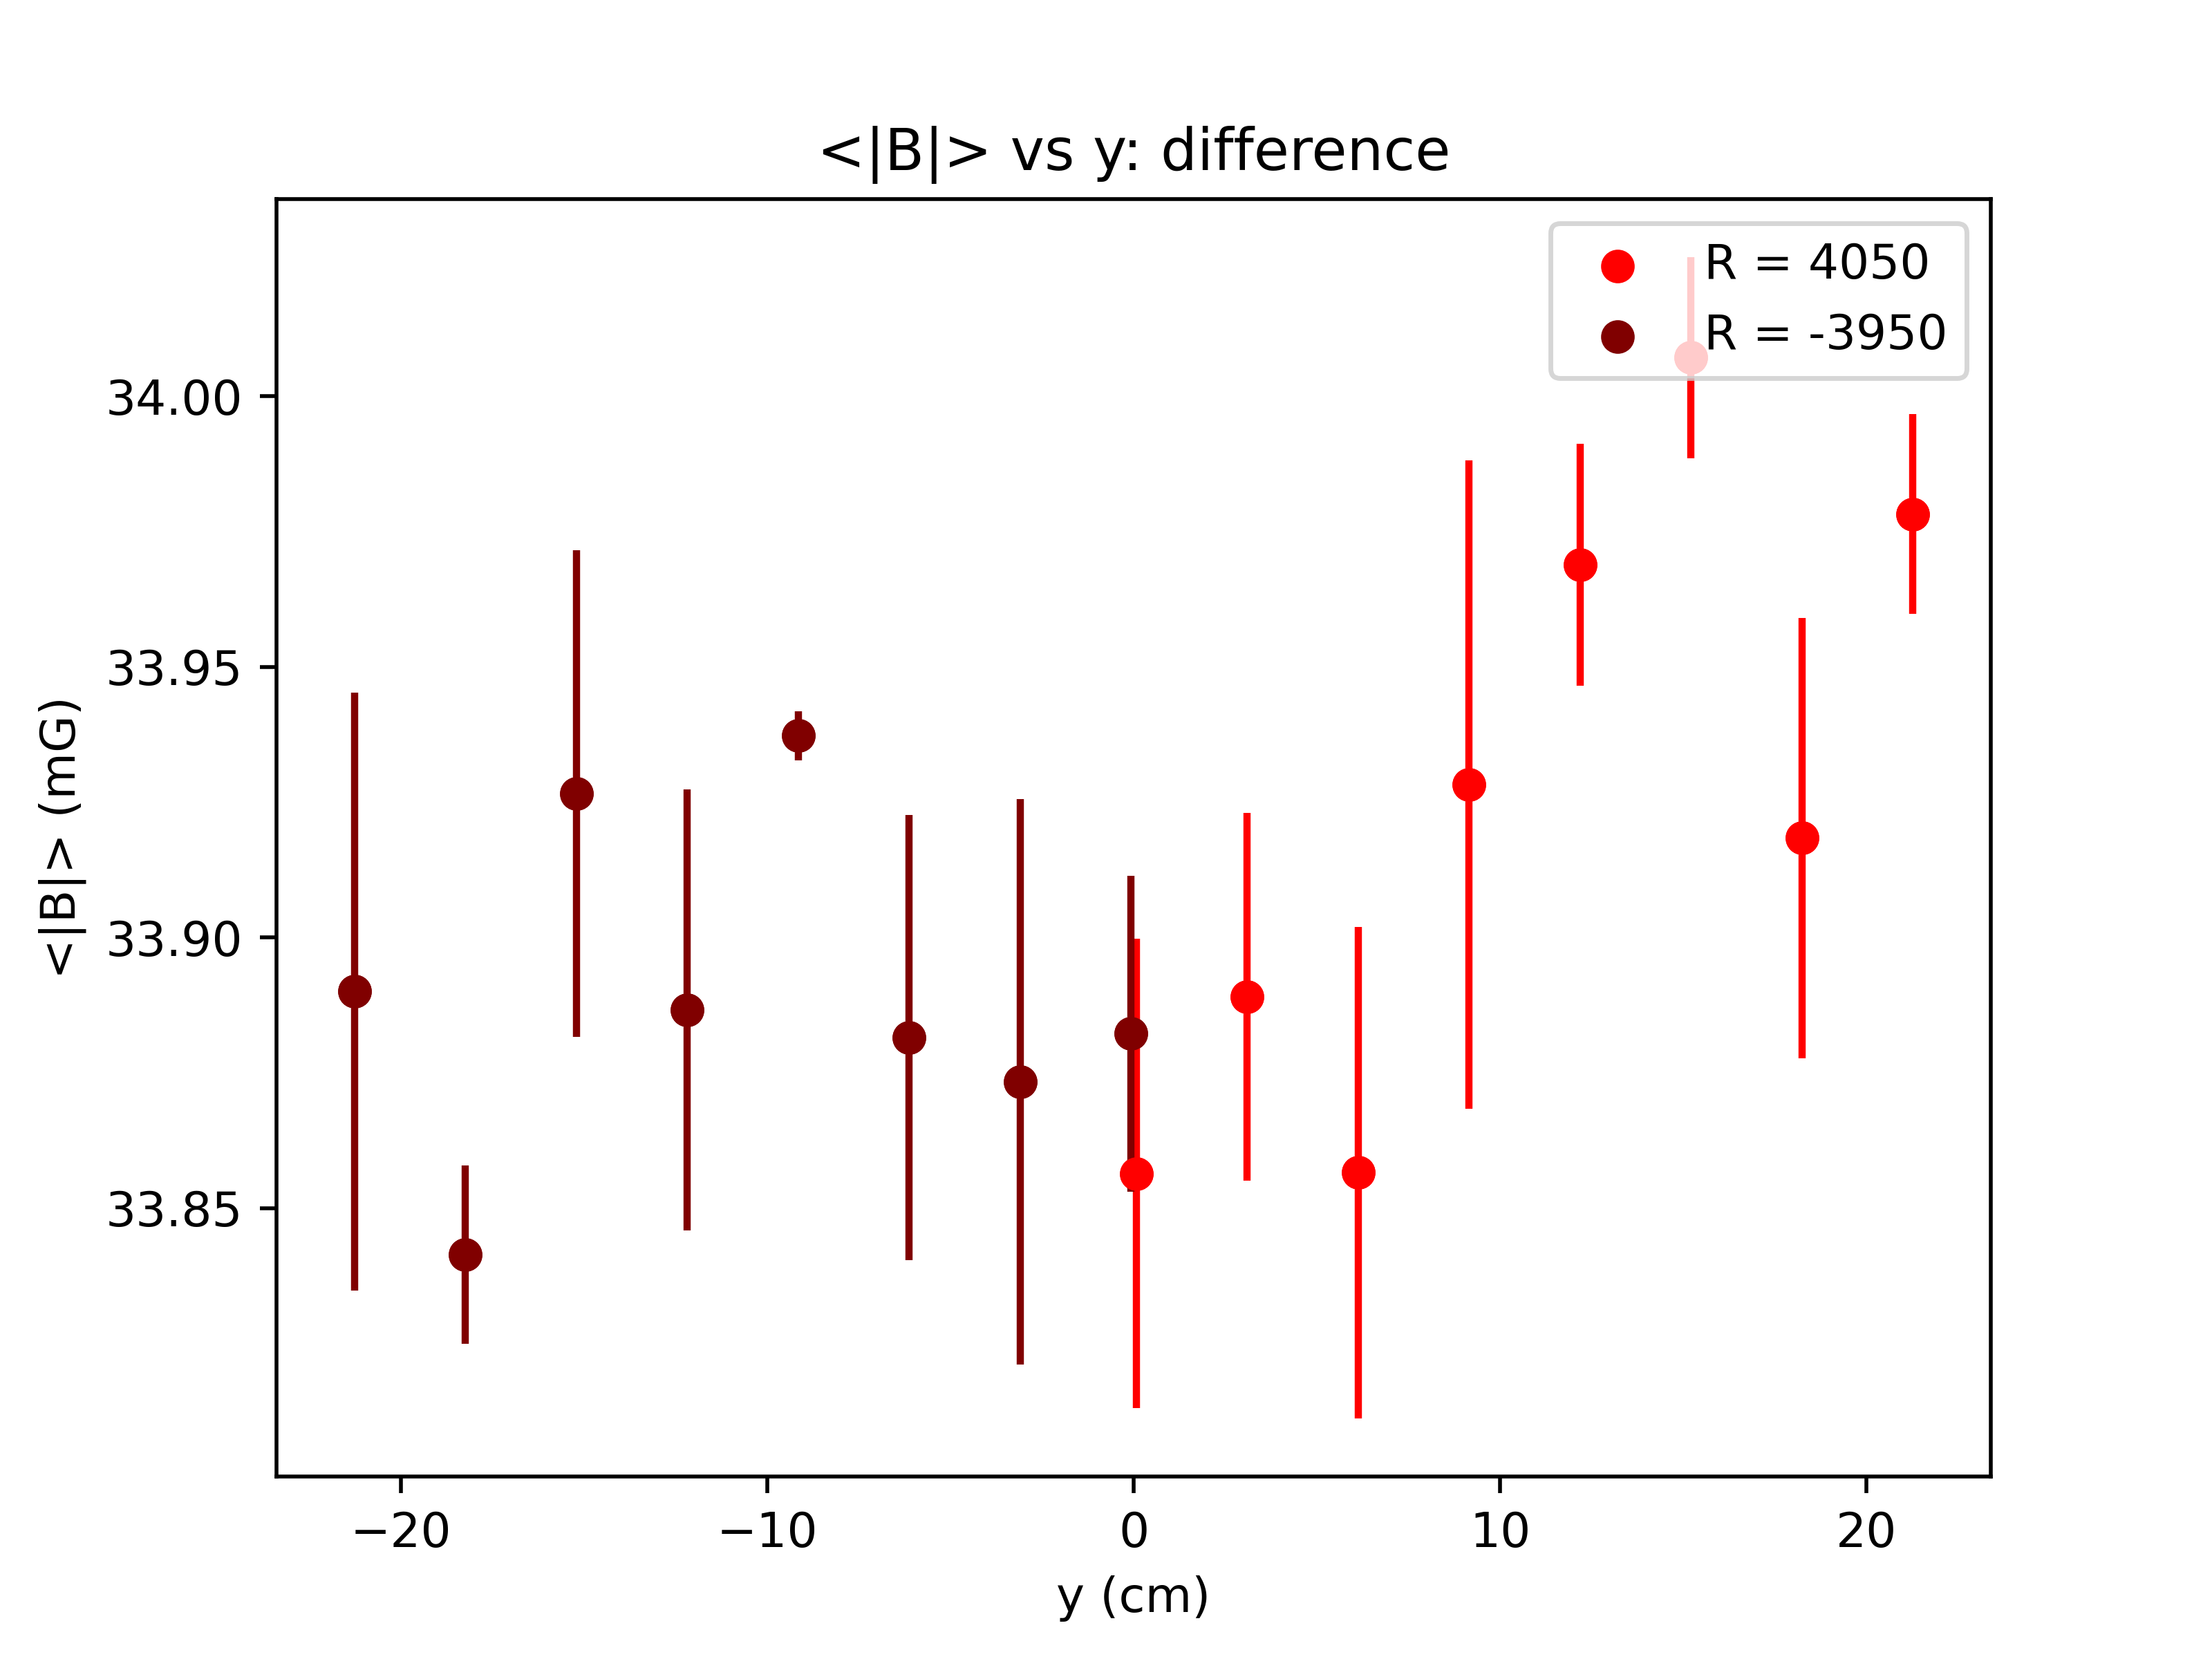 <|B|> vs y: difference
R = 4050
R = -3950
34.00
33.95
33.90
33.85
<|B|> (mG)
−20 −10 0 10 20
y (cm)